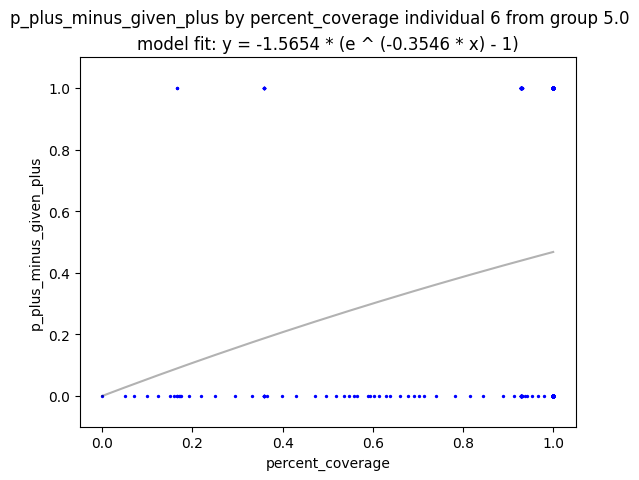 p_plus_minus_given_plus by percent_coverage individual 6 from group 5.0
model fit: y = -1.5654 * (e ^ (-0.3546 * x) - 1)
1.0
0.8
0.6
0.4
0.2
0.0
p_plus_minus_given_plus
0.0 0.2 0.4 0.6 0.8 1.0
percent_coverage